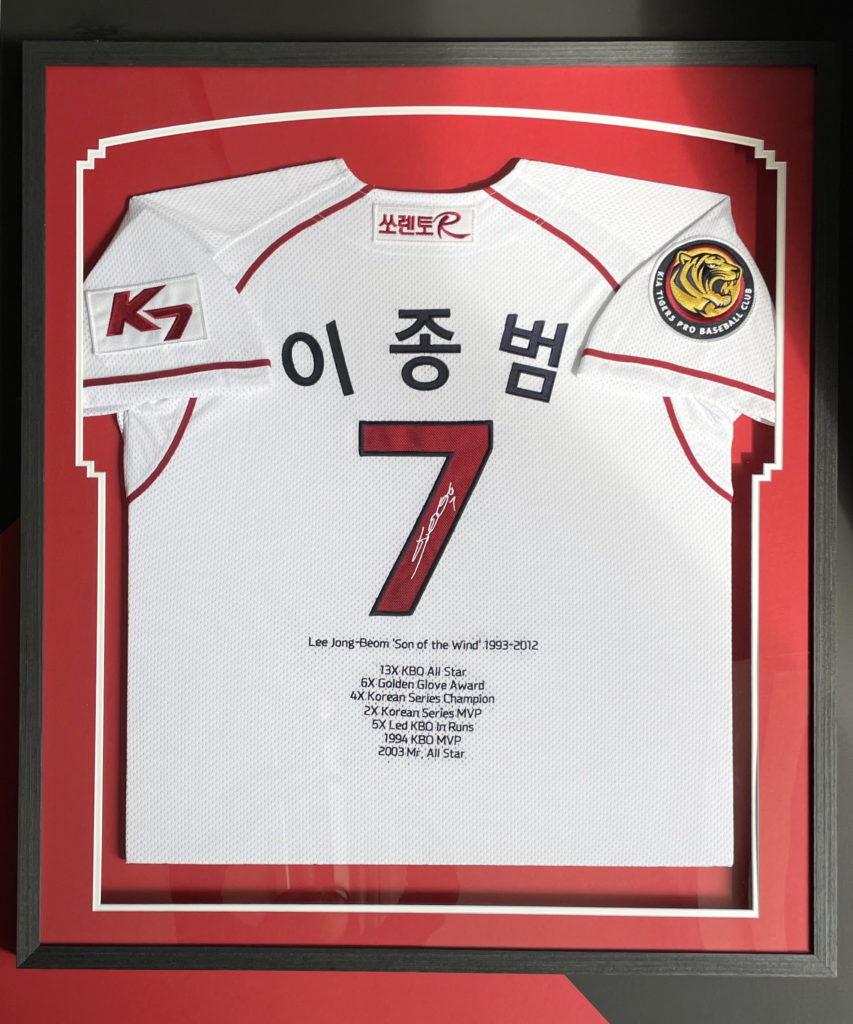 쏘렌토R
K7
KIA TIGERS PRO BASEBALL CLUB
이종범
7
Lee Jong-Beom 'Son of the Wind' 1993-2012
13X KBO All Star
6X Golden Glove Award
4X Korean Series Champion
2X Korean Series MVP
5X Led KBO In Runs
1994 KBO MVP
2003 Mr. All Star